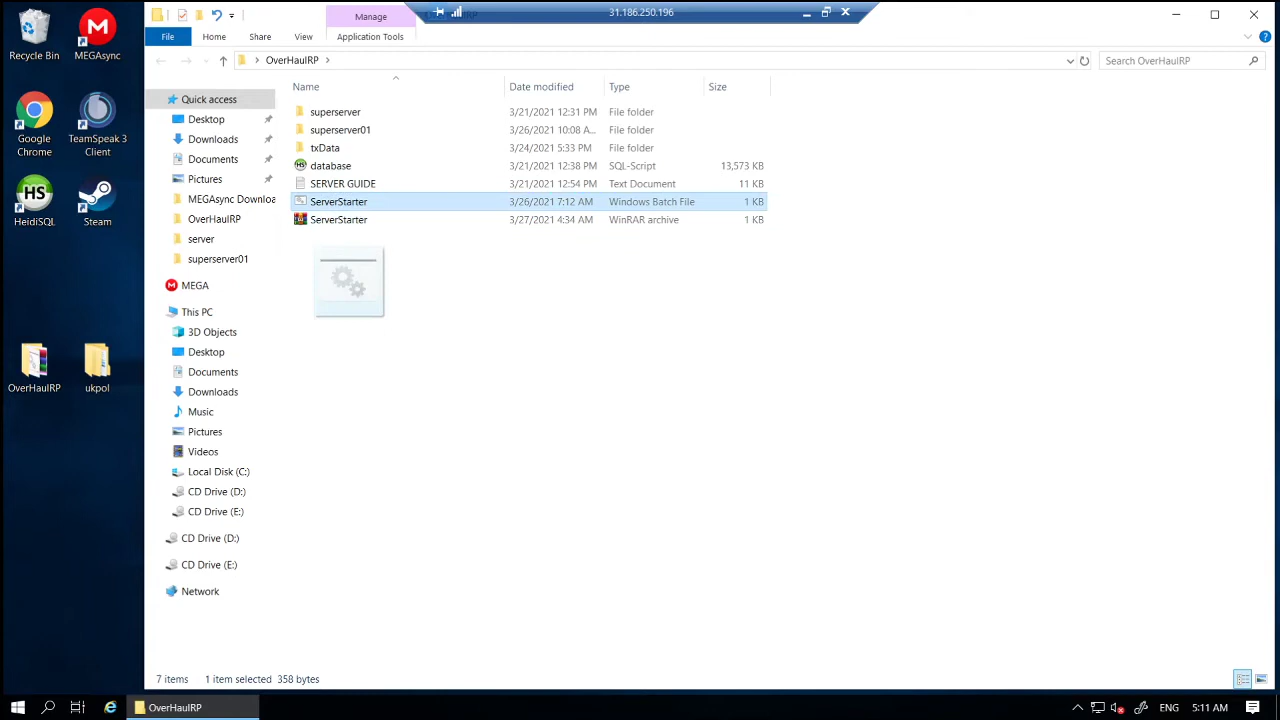 Manage
31.186.250.196
File
Home
Share
View
Application Tools
OverHaulRP
Search OverHaulRP
Recycle Bin
MEGAsync
Google Chrome
TeamSpeak 3 Client
HeidiSQL
Steam
OverHaulRP
ukpol
Quick access
Desktop
Downloads
Documents
Pictures
MEGAsync Downloa
OverHaulRP
server
superserver01
MEGA
This PC
3D Objects
Desktop
Documents
Downloads
Music
Pictures
Videos
Local Disk (C:)
CD Drive (D:)
CD Drive (E:)
CD Drive (D:)
CD Drive (E:)
Network
Name Date modified Type Size
superserver 3/21/2021 12:31 PM File folder
superserver01 3/26/2021 10:08 A... File folder
txData 3/24/2021 5:33 PM File folder
database 3/21/2021 12:38 PM SQL-Script 13,573 KB
SERVER GUIDE 3/21/2021 12:54 PM Text Document 11 KB
ServerStarter 3/26/2021 7:12 AM Windows Batch File 1 KB
ServerStarter 3/27/2021 4:34 AM WinRAR archive 1 KB
7 items 1 item selected 358 bytes
OverHaulRP
ENG 5:11 AM